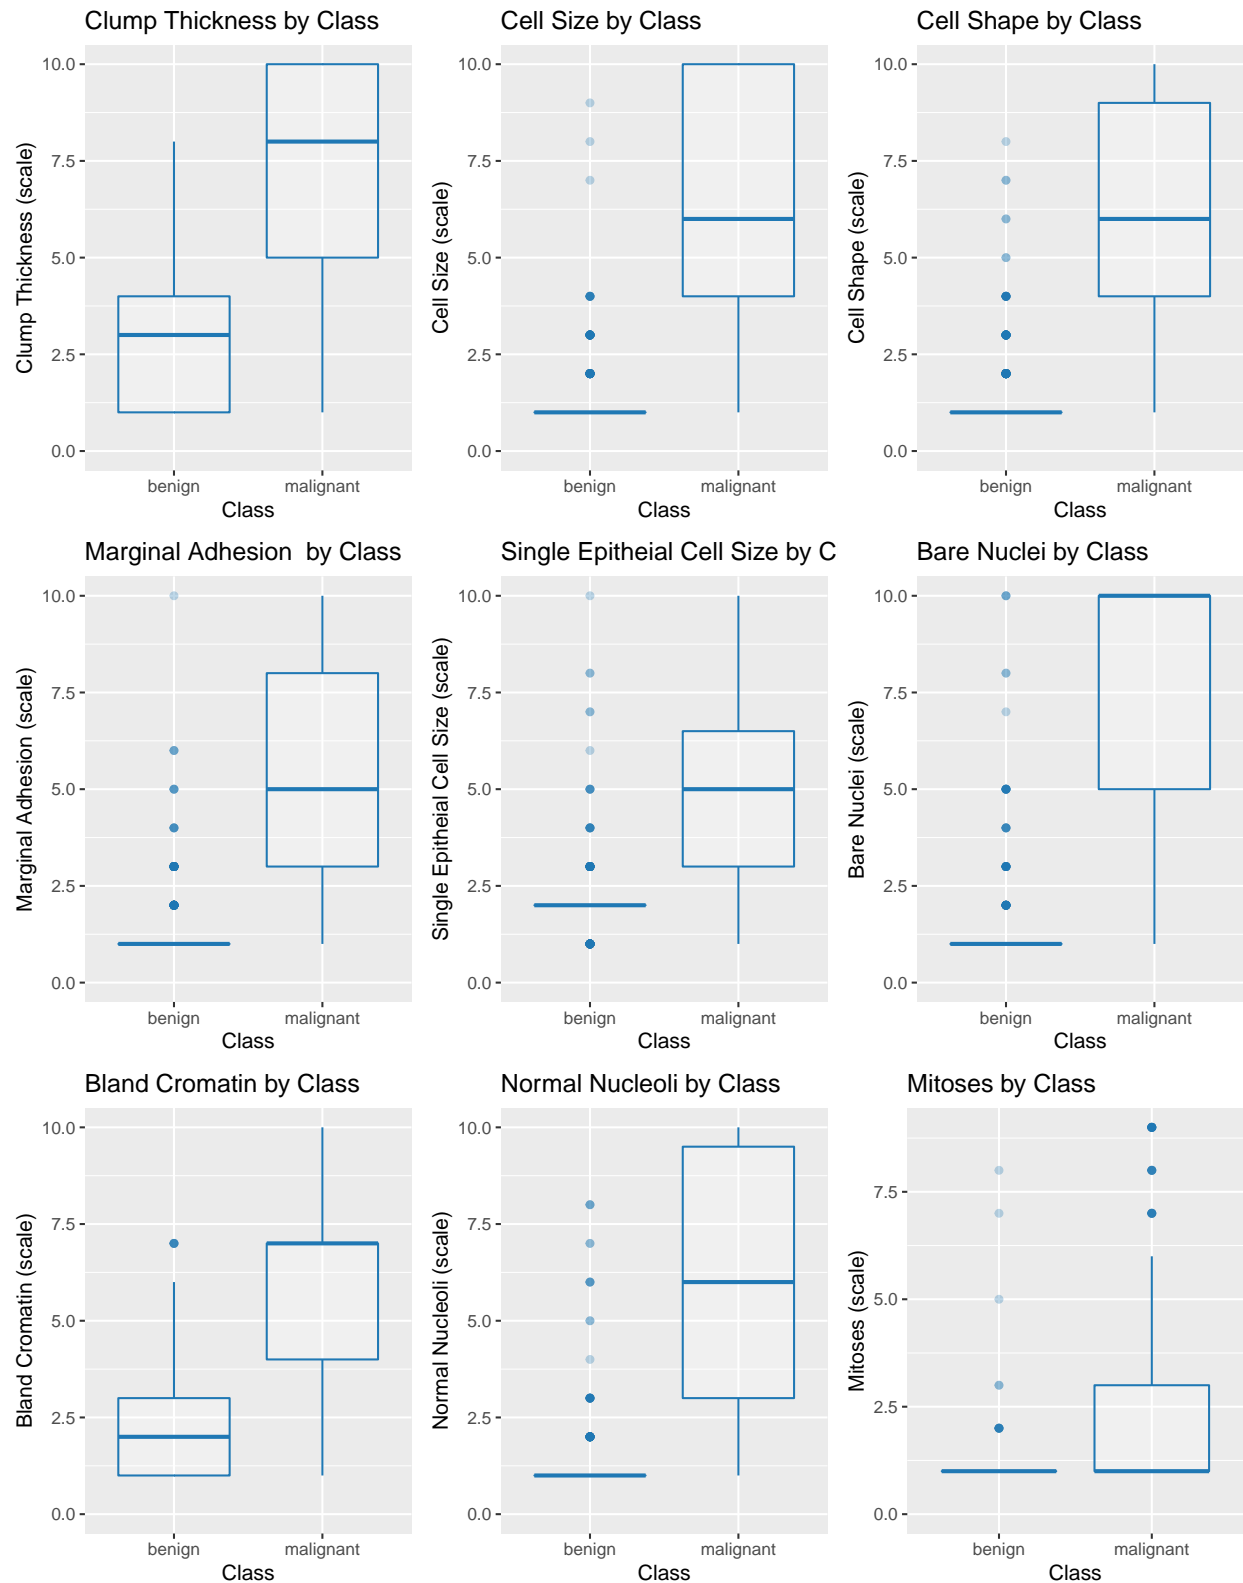 Clump Thickness by Class
Clump Thickness (scale)
10.0
7.5
5.0
2.5
0.0
benign malignant
Class
Cell Size by Class
Cell Size (scale)
10.0
7.5
5.0
2.5
0.0
benign malignant
Class
Cell Shape by Class
Cell Shape (scale)
10.0
7.5
5.0
2.5
0.0
benign malignant
Class
Marginal Adhesion  by Class
Marginal Adhesion (scale)
10.0
7.5
5.0
2.5
0.0
benign malignant
Class
Single Epitheial Cell Size by C
Single Epitheial Cell Size (scale)
10.0
7.5
5.0
2.5
0.0
benign malignant
Class
Bare Nuclei by Class
Bare Nuclei (scale)
10.0
7.5
5.0
2.5
0.0
benign malignant
Class
Bland Cromatin by Class
Bland Cromatin (scale)
10.0
7.5
5.0
2.5
0.0
benign malignant
Class
Normal Nucleoli by Class
Normal Nucleoli (scale)
10.0
7.5
5.0
2.5
0.0
benign malignant
Class
Mitoses by Class
Mitoses (scale)
7.5
5.0
2.5
0.0
benign malignant
Class